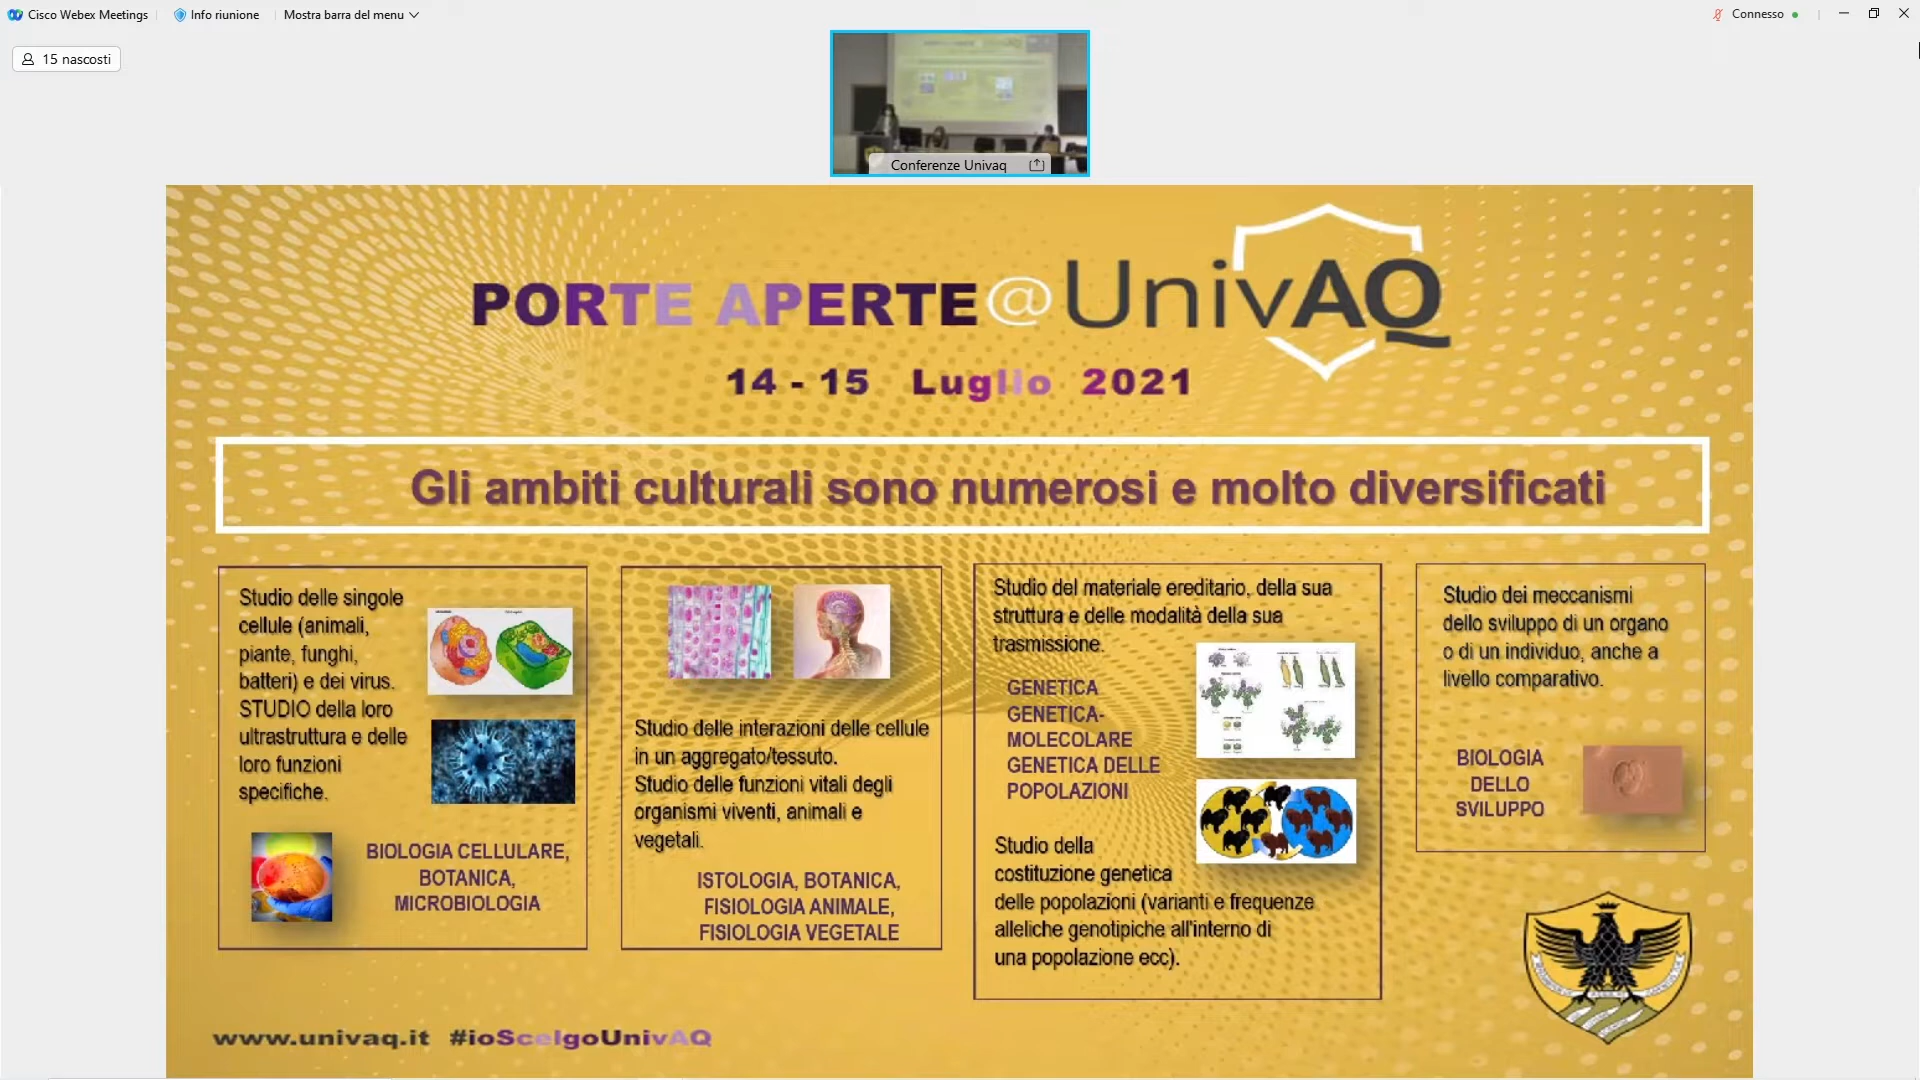 Cisco Webex Meetings
Info riunione
Mostra barra del menu
Connesso
15 nascosti
Conferenze Univaq
PORTE APERTE@UnivAQ
14 - 15 Luglio 2021
Gli ambiti culturali sono numerosi e molto diversificati
Studio delle singole
cellule (animali,
piante, funghi,
batteri) e dei virus.
STUDIO della loro
ultrastruttura e delle
loro funzioni
specifiche.
BIOLOGIA CELLULARE,
BOTANICA,
MICROBIOLOGIA
Studio delle interazioni delle cellule
in un aggregato/tessuto.
Studio delle funzioni vitali degli
organismi viventi, animali e
vegetali.
ISTOLOGIA, BOTANICA,
FISIOLOGIA ANIMALE,
FISIOLOGIA VEGETALE
Studio del materiale ereditario, della sua
struttura e delle modalità della sua
trasmissione.
GENETICA
GENETICA-
MOLECOLARE
GENETICA DELLE
POPOLAZIONI
Studio della
costituzione genetica
delle popolazioni (varianti e frequenze
alleliche genotipiche all'interno di
una popolazione ecc).
Studio dei meccanismi
dello sviluppo di un organo
o di un individuo, anche a
livello comparativo.
BIOLOGIA
DELLO
SVILUPPO
www.univaq.it #ioScelgoUnivAQ